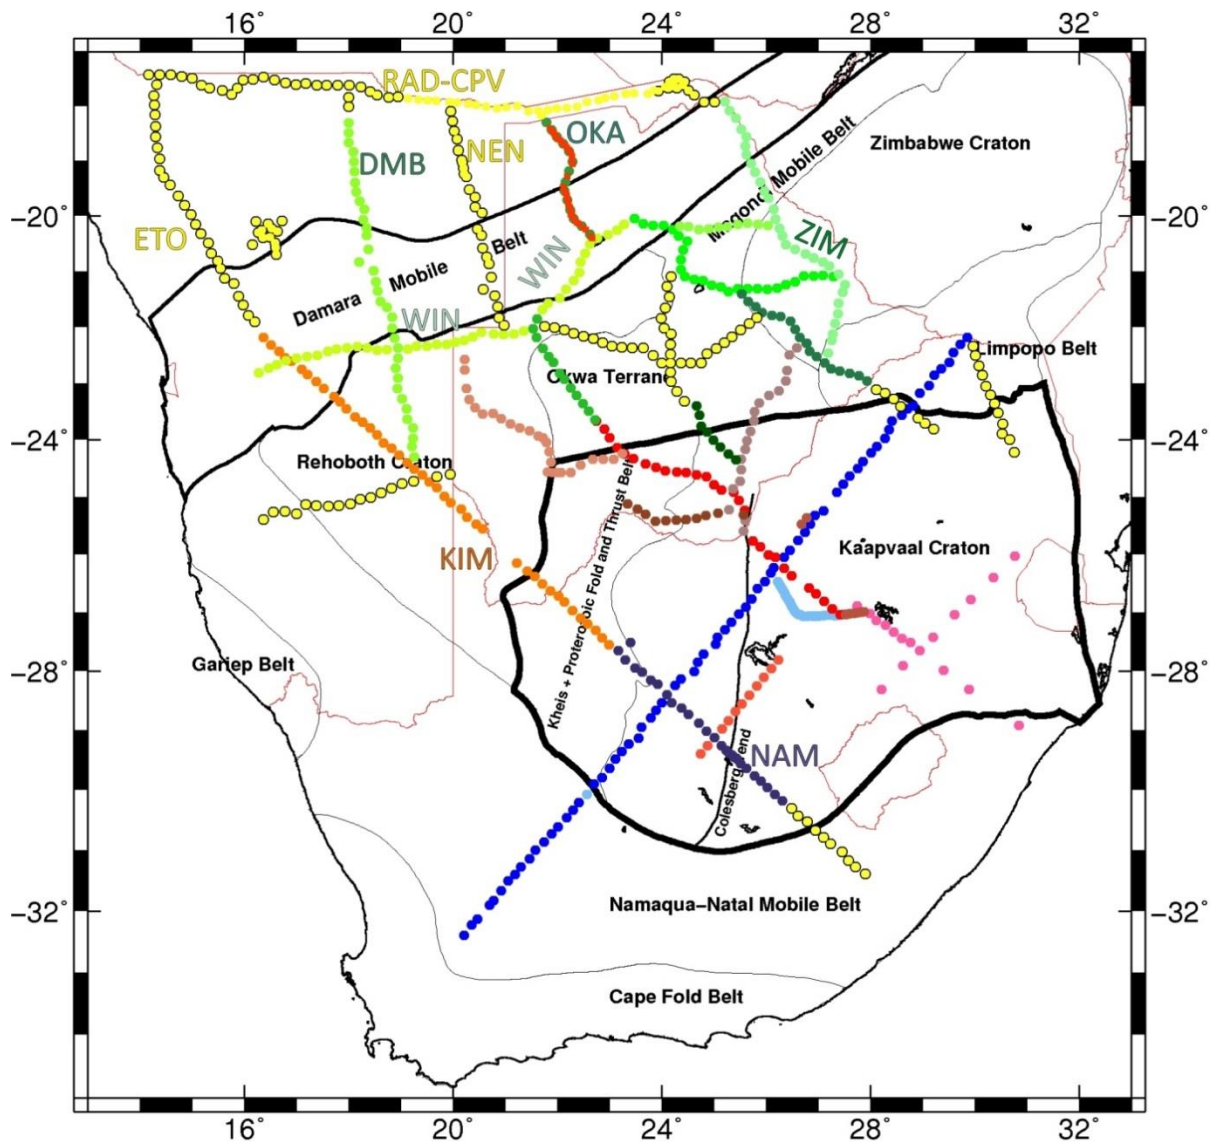 16° 20° 24° 28° 32°
RAD-CPV
OKA
NEN
DMB
Zimbabwe Craton
Magondi Mobile Belt
−20° −20°
ETO
ZIM
WIN
Damara Mobile Belt
WIN
Limpopo Belt
Okwa Terrane
−24° −24°
Rehoboth Craton
Kheis + Proterozoic Fold and Thrust Belt
KIM
Kaapvaal Craton
Gariep Belt
−28° −28°
NAM
Colesberg Trend
Namaqua−Natal Mobile Belt
−32° −32°
Cape Fold Belt
16° 20° 24° 28° 32°